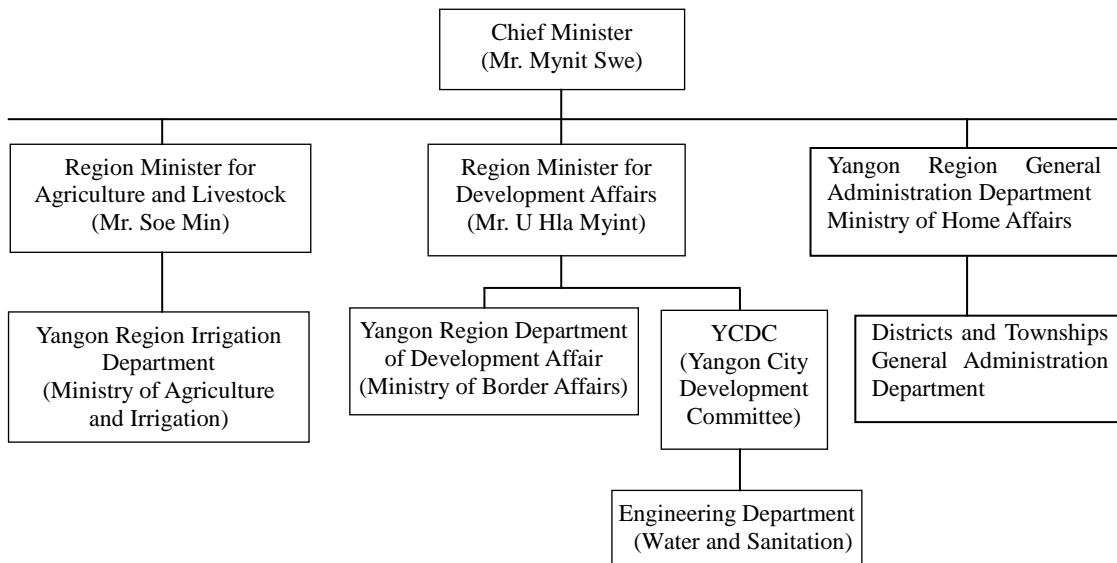 Chief Minister
(Mr. Mynit Swe)
Region Minister for
Agriculture and Livestock
(Mr. Soe Min)
Region Minister for
Development Affairs
(Mr. U Hla Myint)
Yangon Region General
Administration Department
Ministry of Home Affairs
Yangon Region Irrigation
Department
(Ministry of Agriculture
and Irrigation)
Yangon Region Department
of Development Affair
(Ministry of Border Affairs)
YCDC
(Yangon City
Development
Committee)
Districts and Townships
General Administration
Department
Engineering Department
(Water and Sanitation)